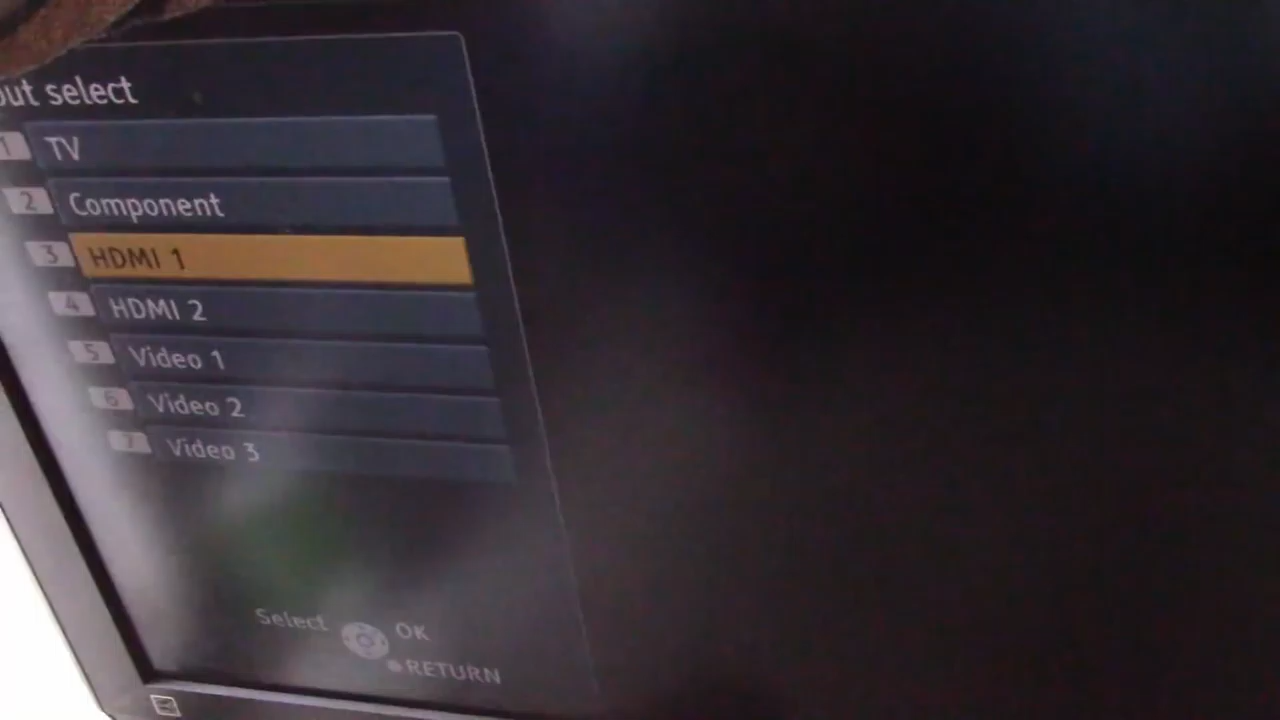 out select
1 TV
2 Component
3 HDMI 1
4 HDMI 2
5 Video 1
6 Video 2
7 Video 3
Select OK
RETURN